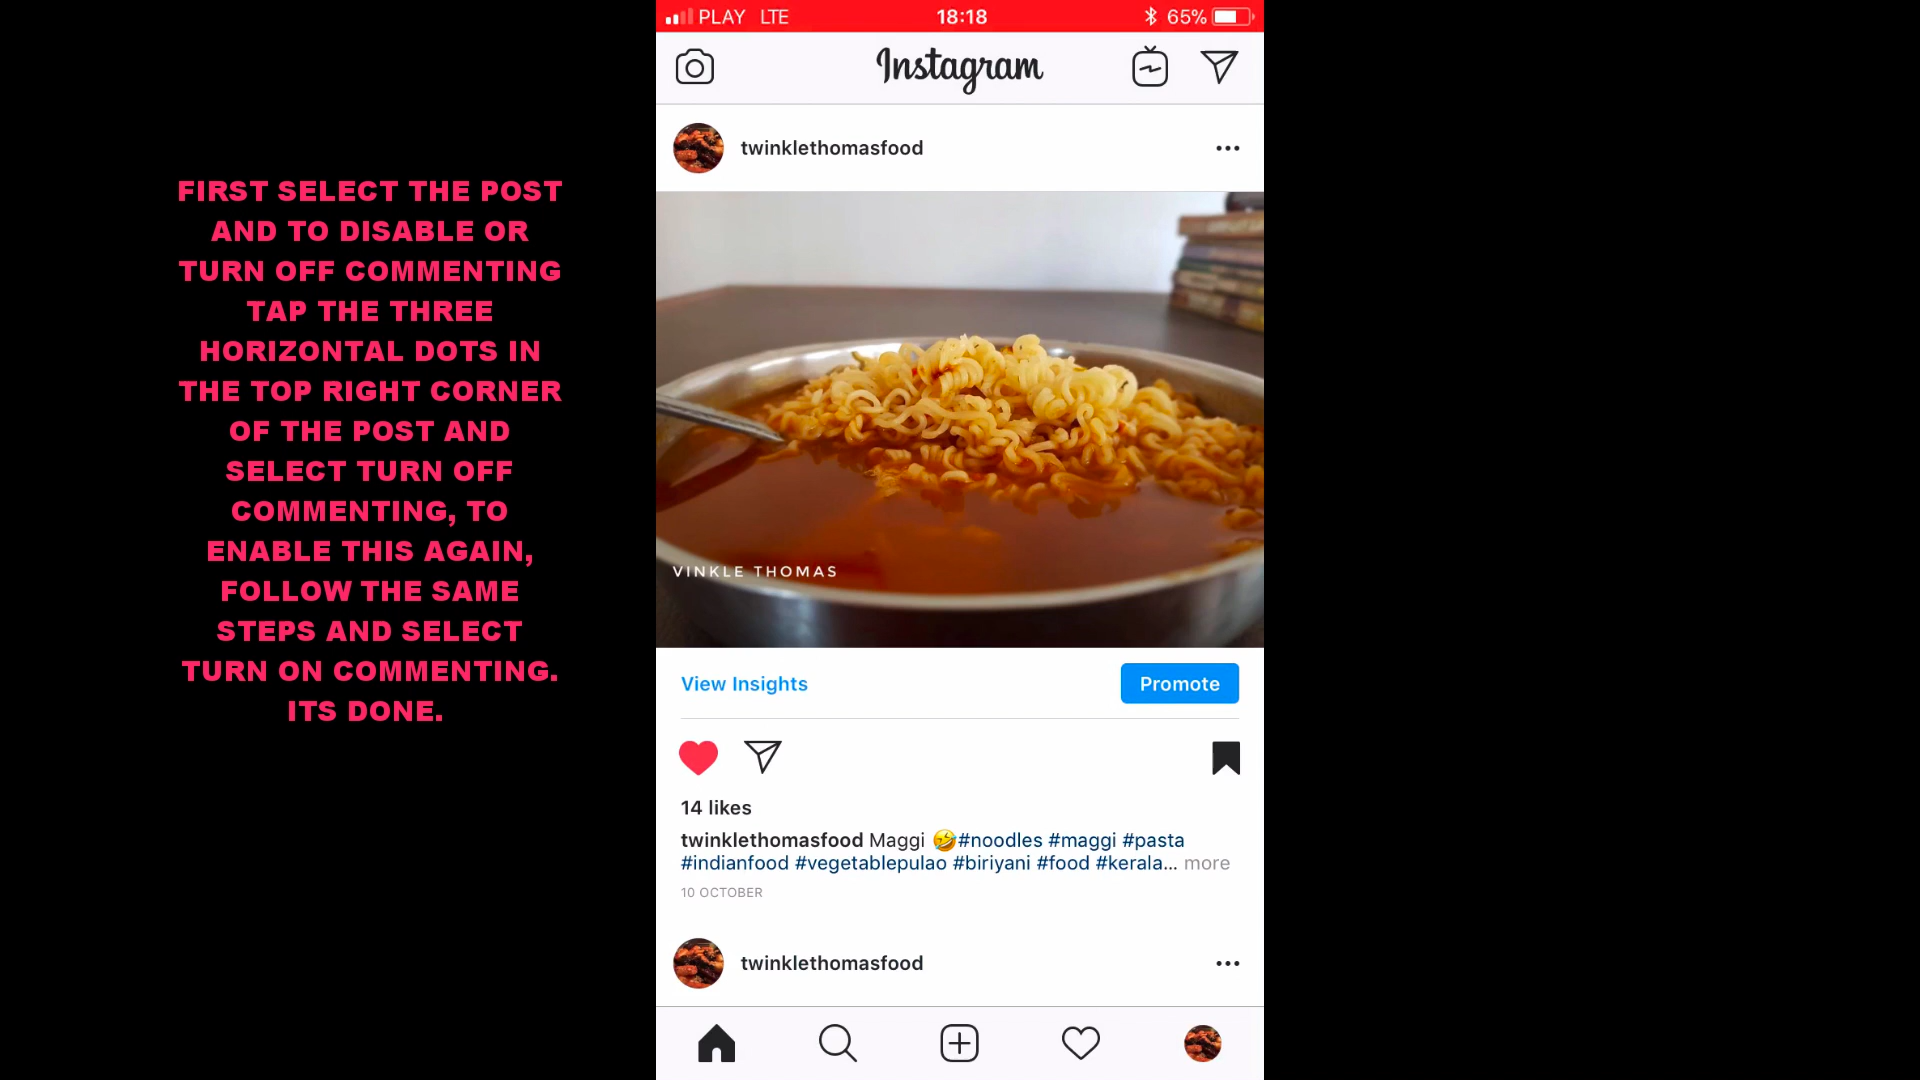 FIRST SELECT THE POST
AND TO DISABLE OR
TURN OFF COMMENTING
TAP THE THREE
HORIZONTAL DOTS IN
THE TOP RIGHT CORNER
OF THE POST AND
SELECT TURN OFF
COMMENTING, TO
ENABLE THIS AGAIN,
FOLLOW THE SAME
STEPS AND SELECT
TURN ON COMMENTING.
ITS DONE.
PLAY LTE 18:18 65%
Instagram
twinklethomasfood
VINKLE THOMAS
View Insights Promote
14 likes
twinklethomasfood Maggi 🤣#noodles #maggi #pasta
#indianfood #vegetablepulao #biriyani #food #kerala... more
10 OCTOBER
twinklethomasfood